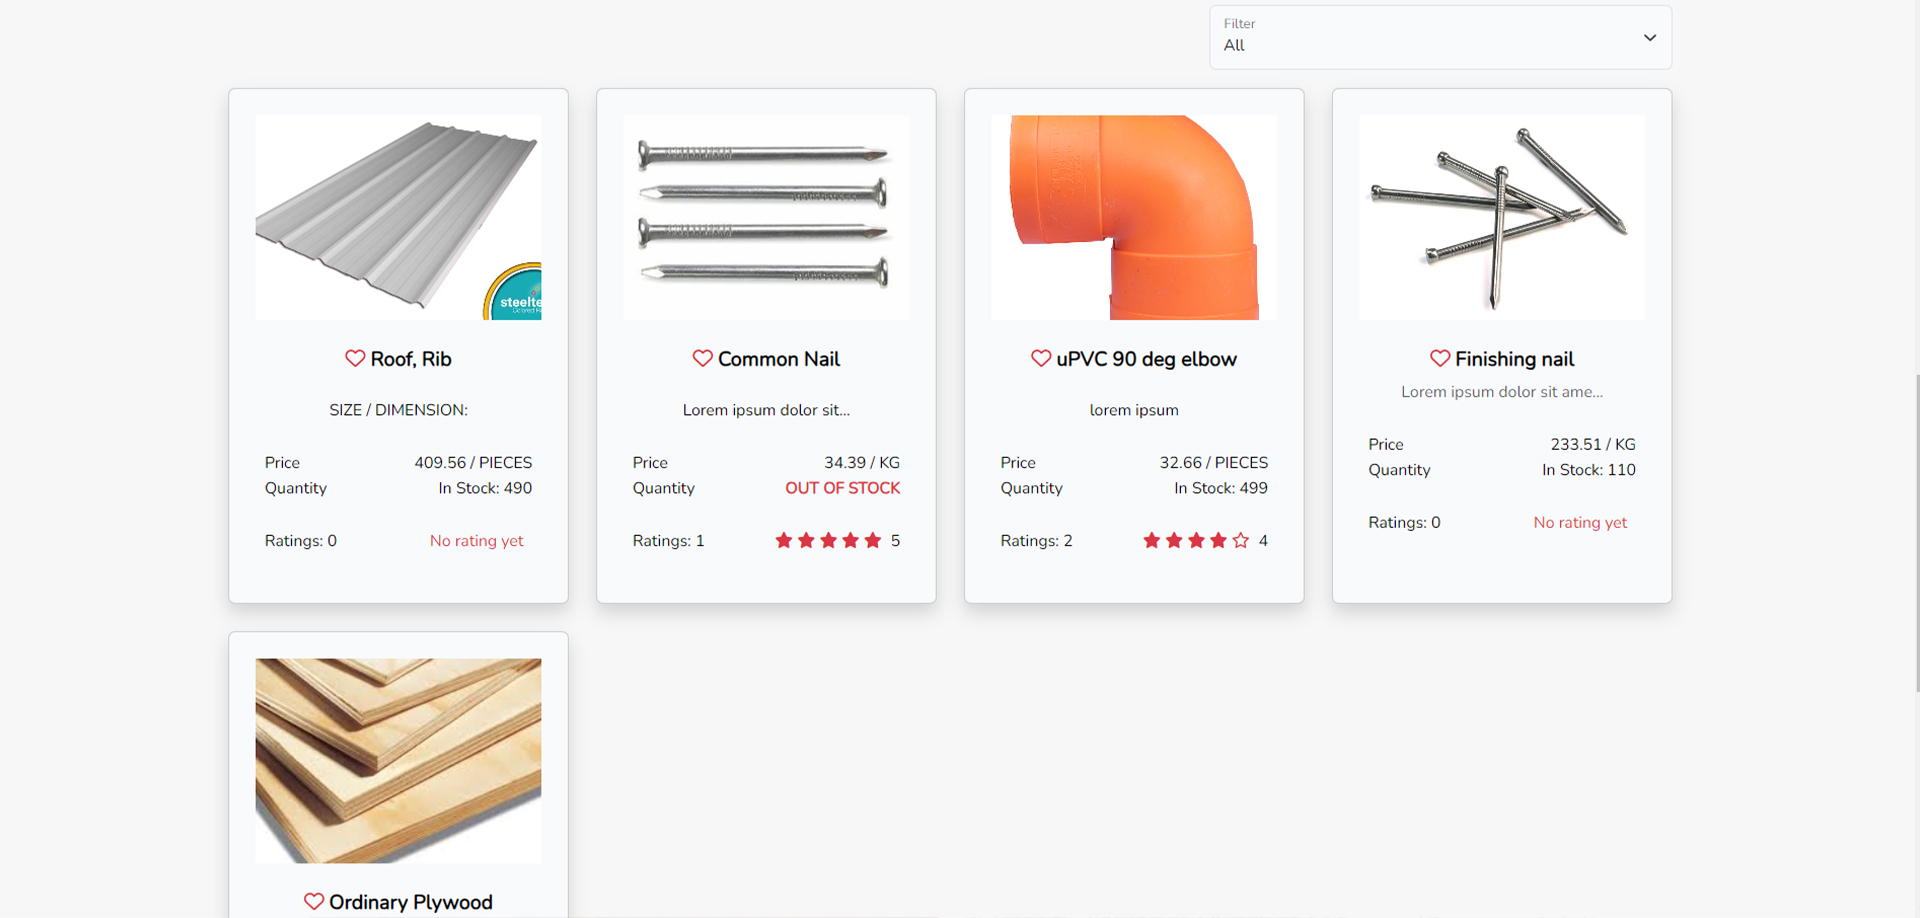 Filter
All
steelte
Roof, Rib
SIZE / DIMENSION:
Price 409.56 / PIECES
Quantity In Stock: 490
Ratings: 0 No rating yet
Common Nail
Lorem ipsum dolor sit...
Price 34.39 / KG
Quantity OUT OF STOCK
Ratings: 1 5
uPVC 90 deg elbow
lorem ipsum
Price 32.66 / PIECES
Quantity In Stock: 499
Ratings: 2 4
Finishing nail
Lorem ipsum dolor sit ame...
Price 233.51 / KG
Quantity In Stock: 110
Ratings: 0 No rating yet
Ordinary Plywood